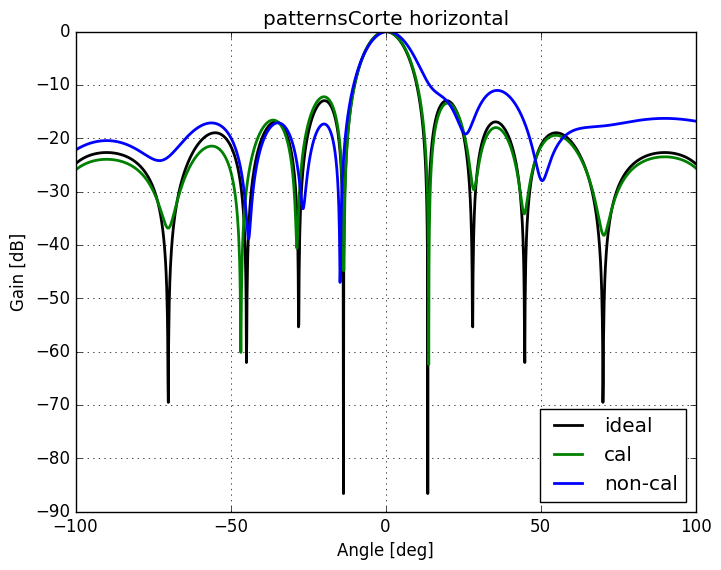 patternsCorte horizontal
0
−10
−20
−30
−40
−50
−60
−70
−80
−90
Gain [dB]
ideal
cal
non-cal
−100
−50
0
50
100
Angle [deg]